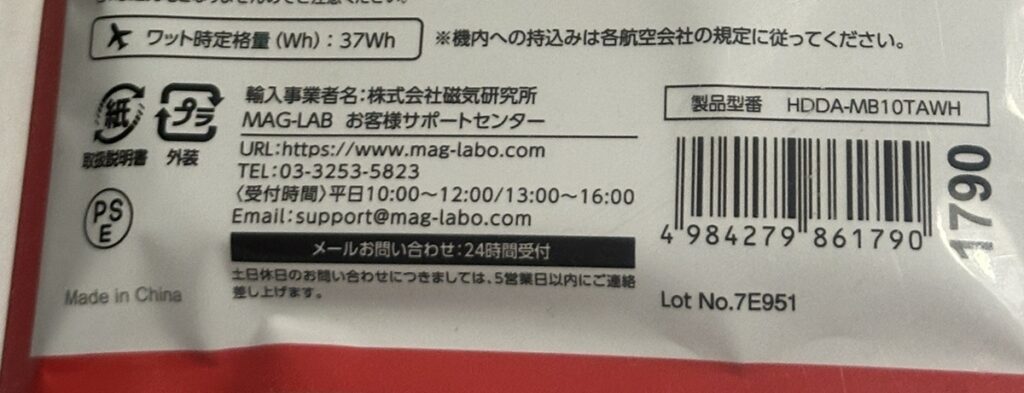 ワット時定格量(Wh):37Wh
※機内への持込みは各航空会社の規定に従ってください。
紙
取扱説明書
プラ
外装
輸入事業者名:株式会社磁気研究所
MAG-LAB お客様サポートセンター
URL:https://www.mag-labo.com
TEL:03-3253-5823
〈受付時間〉平日10:00～12:00/13:00～16:00
Email:support@mag-labo.com
メールお問い合わせ:24時間受付
土日休日のお問い合わせにつきましては、5営業日以内にご連絡
差し上げます。
PS
E
Made in China
製品型番 HDDA-MB10TAWH
4 984279 861790
1790
Lot No.7E951